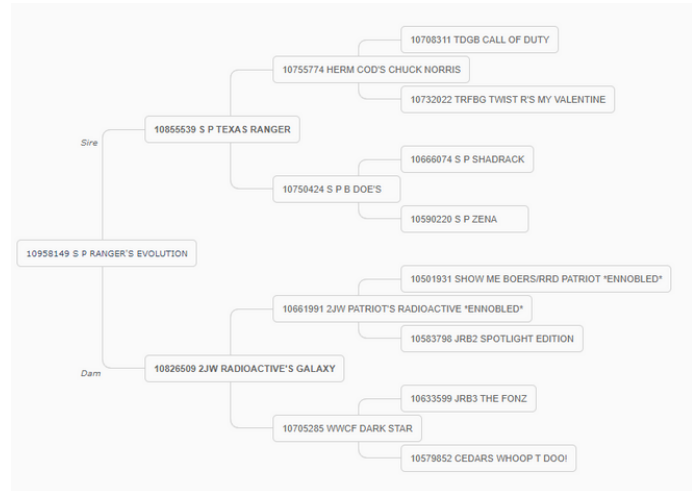 10708311 TDGB CALL OF DUTY
10755774 HERM COD'S CHUCK NORRIS
10732022 TRFBG TWIST R'S MY VALENTINE
10855539 S P TEXAS RANGER
Sire
10666074 S P SHADRACK
10750424 S P B DOE'S
10590220 S P ZENA
10958149 S P RANGER'S EVOLUTION
10501931 SHOW ME BOERS/RRD PATRIOT *ENNOBLED*
10661991 2JW PATRIOT'S RADIOACTIVE *ENNOBLED*
10583798 JRB2 SPOTLIGHT EDITION
10826509 2JW RADIOACTIVE'S GALAXY
Dam
10633599 JRB3 THE FONZ
10705285 WWCF DARK STAR
10579852 CEDARS WHOOP T DOO!